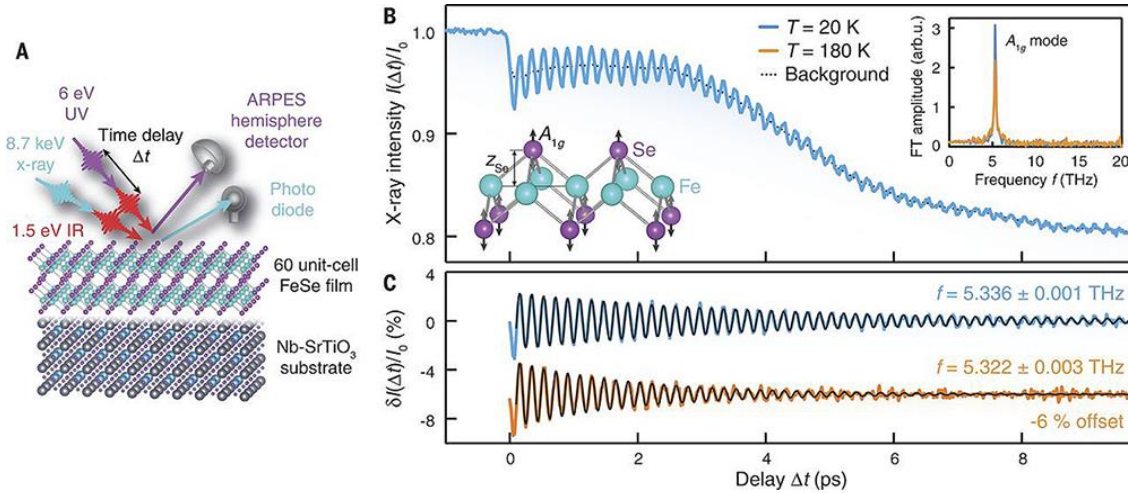 A
6 eV
UV
Time delay
Δt
ARPES
hemisphere
detector
8.7 keV
x-ray
Photo
diode
1.5 eV IR
60 unit-cell
FeSe film
Nb-SrTiO₃
substrate
B
X-ray intensity I(Δt)/I₀
1.0
0.9
0.8
T = 20 K
T = 180 K
Background
A₁g
z_Se
Se
Fe
FT amplitude (arb.u.)
3
2
1
0
A₁g mode
0 5 10 15 20
Frequency f (THz)
C
δI(Δt)/I₀ (%)
4
0
-4
-8
f = 5.336 ± 0.001 THz
f = 5.322 ± 0.003 THz
-6 % offset
0 2 4 6 8
Delay Δt (ps)